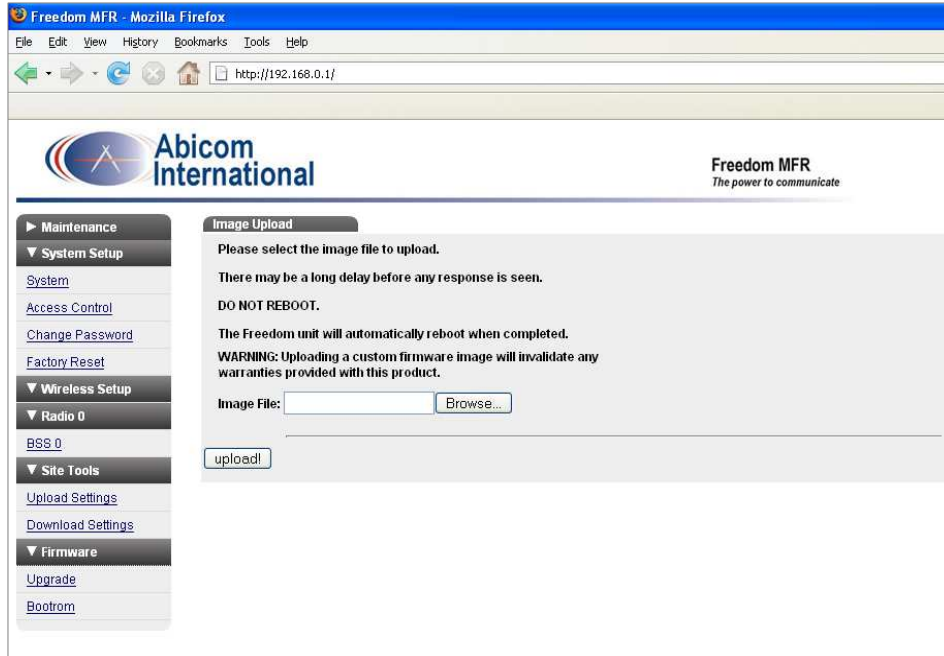 Freedom MFR - Mozilla Firefox
File Edit View History Bookmarks Tools Help
http://192.168.0.1/
Abicom
International
Freedom MFR
The power to communicate
Maintenance
System Setup
System
Access Control
Change Password
Factory Reset
Wireless Setup
Radio 0
BSS 0
Site Tools
Upload Settings
Download Settings
Firmware
Upgrade
Bootrom
Image Upload
Please select the image file to upload.
There may be a long delay before any response is seen.
DO NOT REBOOT.
The Freedom unit will automatically reboot when completed.
WARNING: Uploading a custom firmware image will invalidate any
warranties provided with this product.
Image File: Browse...
upload!